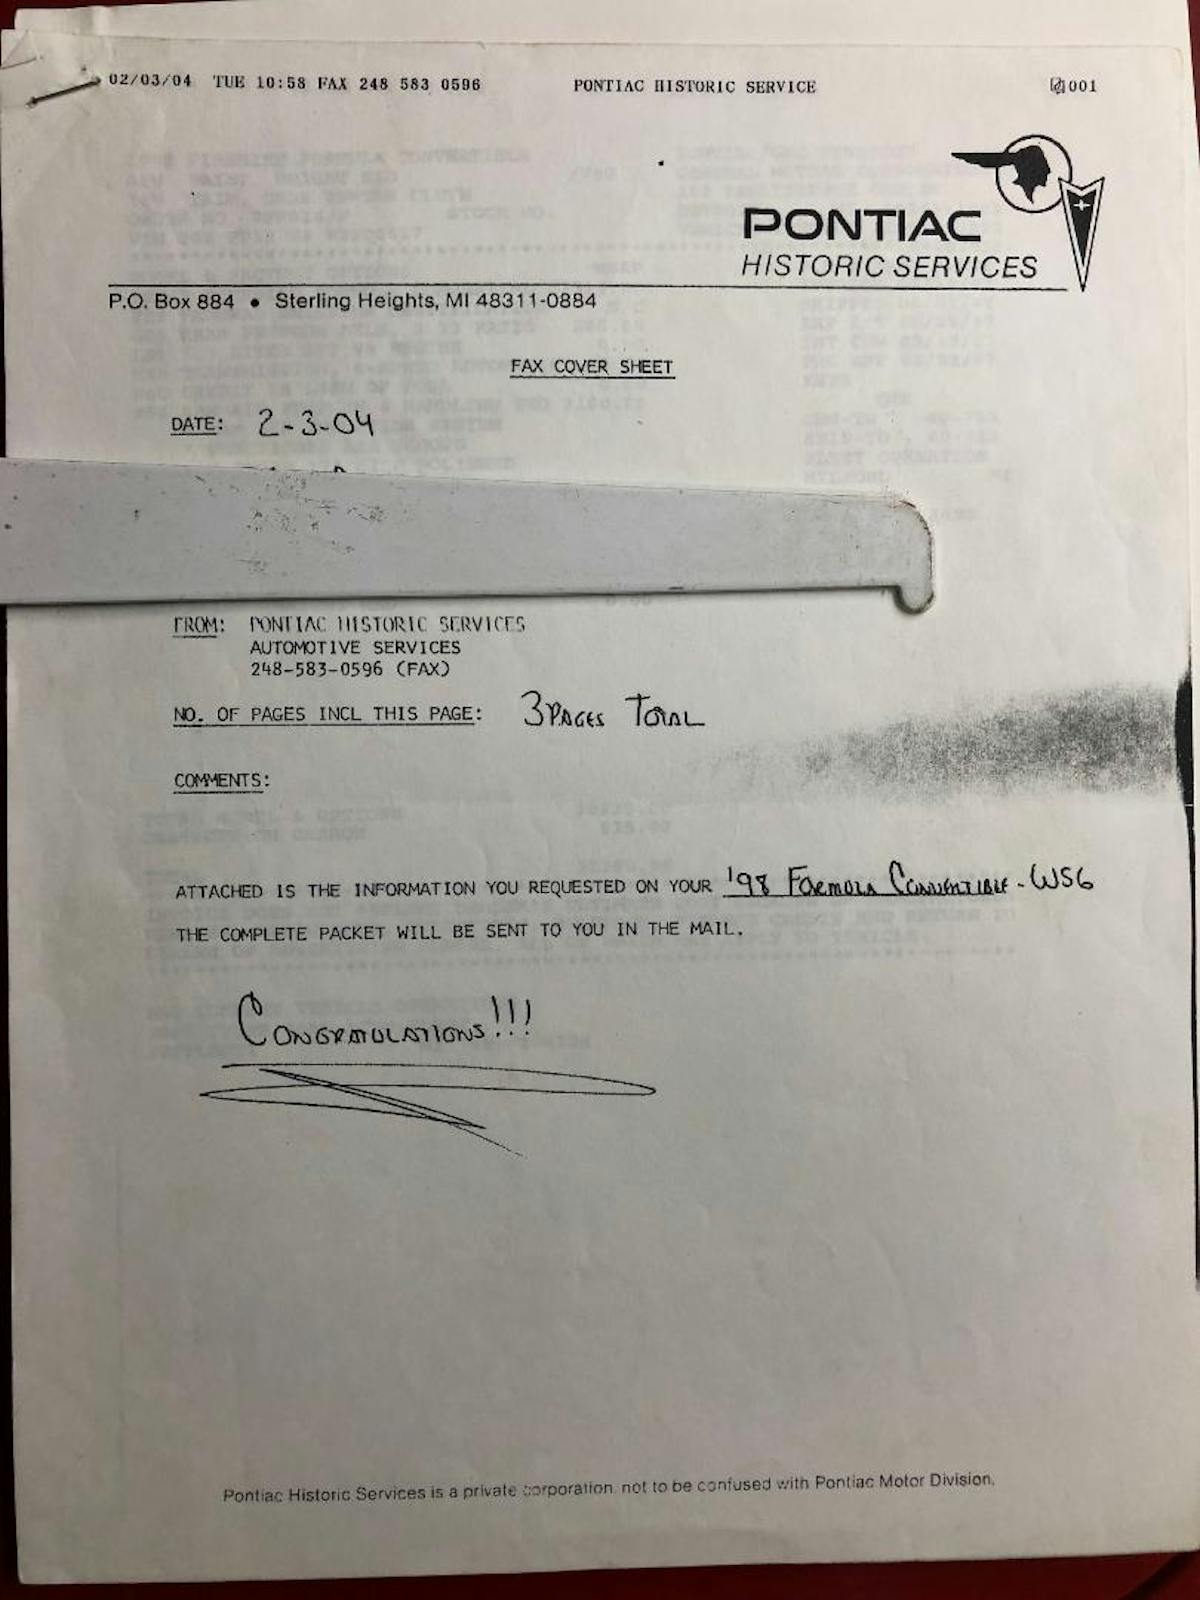 02/03/04 TUE 10:58 FAX 248 583 0596 PONTIAC HISTORIC SERVICE 001
PONTIAC
HISTORIC SERVICES
P.O. Box 884 • Sterling Heights, MI 48311-0884
FAX COVER SHEET
DATE: 2-3-04
FROM: PONTIAC HISTORIC SERVICES
AUTOMOTIVE SERVICES
248-583-0596 (FAX)
NO. OF PAGES INCL THIS PAGE: 3 PAGES TOTAL
COMMENTS:
ATTACHED IS THE INFORMATION YOU REQUESTED ON YOUR '98 FORMULA CONVERTIBLE-WS6
THE COMPLETE PACKET WILL BE SENT TO YOU IN THE MAIL.
CONGRATULATIONS!!!
Pontiac Historic Services is a private corporation. not to be confused with Pontiac Motor Division.